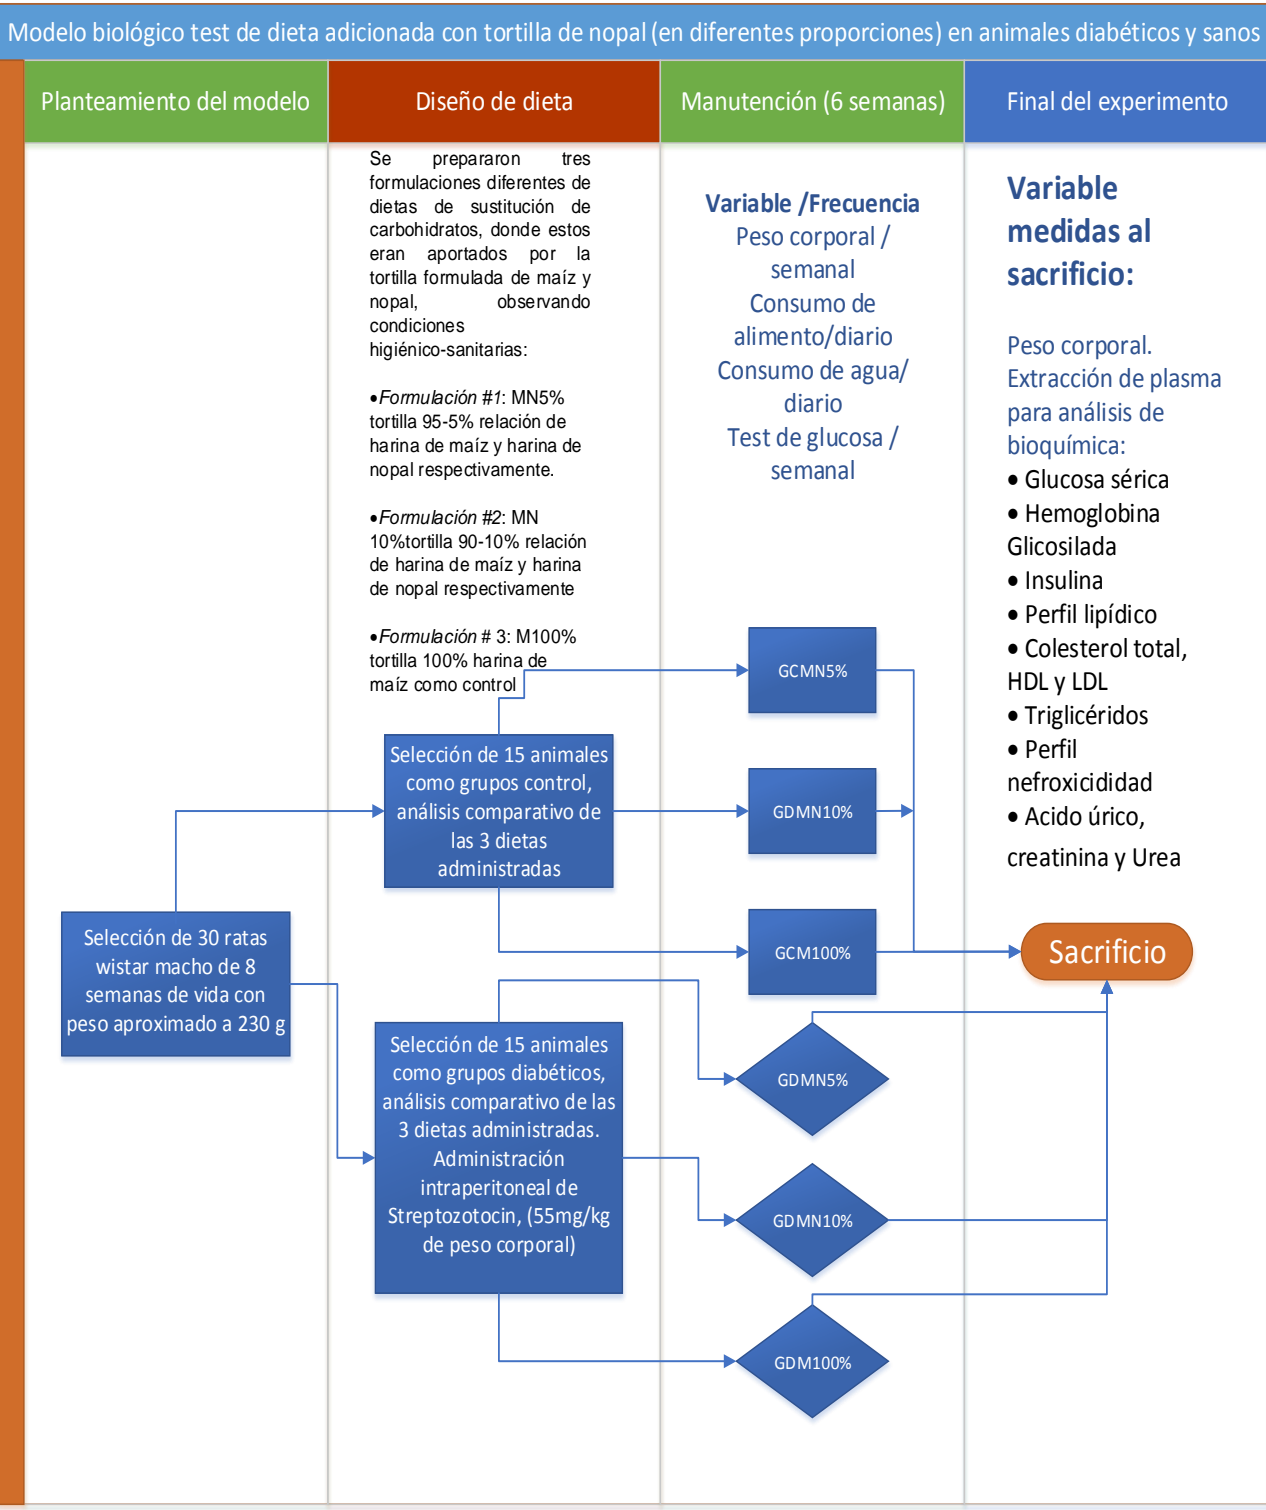 Modelo biológico test de dieta adicionada con tortilla de nopal (en diferentes proporciones) en animales diabéticos y sanos
Planteamiento del modelo
Diseño de dieta
Manutención (6 semanas)
Final del experimento
Se prepararon tres
formulaciones diferentes de
dietas de sustitución de
carbohidratos, donde estos
eran aportados por la
tortilla formulada de maíz y
nopal, observando
condiciones
higiénico-sanitarias:
•Formulación #1: MN5%
tortilla 95-5% relación de
harina de maíz y harina de
nopal respectivamente.
•Formulación #2: MN
10%tortilla 90-10% relación
de harina de maíz y harina
de nopal respectivamente
•Formulación # 3: M100%
tortilla 100% harina de
maíz como control
Variable /Frecuencia
Peso corporal /
semanal
Consumo de
alimento/diario
Consumo de agua/
diario
Test de glucosa /
semanal
Variable
medidas al
sacrificio:
Peso corporal.
Extracción de plasma
para análisis de
bioquímica:
• Glucosa sérica
• Hemoglobina
Glicosilada
• Insulina
• Perfil lipídico
• Colesterol total,
HDL y LDL
• Triglicéridos
• Perfil
nefroxicididad
• Acido úrico,
creatinina y Urea
Selección de 30 ratas
wistar macho de 8
semanas de vida con
peso aproximado a 230 g
Selección de 15 animales
como grupos control,
análisis comparativo de
las 3 dietas
administradas
Selección de 15 animales
como grupos diabéticos,
análisis comparativo de las
3 dietas administradas.
Administración
intraperitoneal de
Streptozotocin, (55mg/kg
de peso corporal)
GCMN5%
GDMN10%
GCM100%
GDMN5%
GDMN10%
GDM100%
Sacrificio